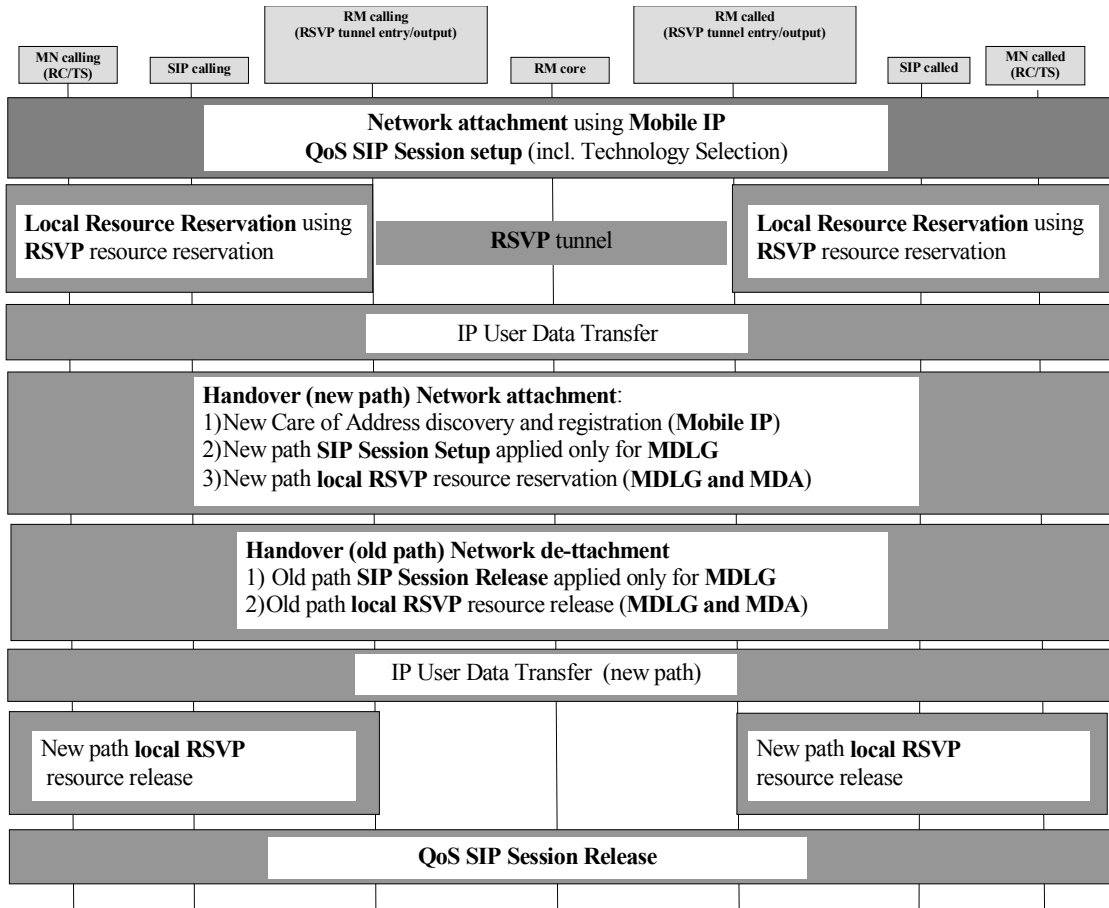 RM calling
(RSVP tunnel entry/output)
RM called
(RSVP tunnel entry/output)
MN calling
(RC/TS)
SIP calling
RM core
SIP called
MN called
(RC/TS)
Network attachment using Mobile IP
QoS SIP Session setup (incl. Technology Selection)
Local Resource Reservation using
RSVP resource reservation
RSVP tunnel
Local Resource Reservation using
RSVP resource reservation
IP User Data Transfer
Handover (new path) Network attachment:
1)New Care of Address discovery and registration (Mobile IP)
2)New path SIP Session Setup applied only for MDLG
3)New path local RSVP resource reservation (MDLG and MDA)
Handover (old path) Network de-ttachment
1) Old path SIP Session Release applied only for MDLG
2)Old path local RSVP resource release (MDLG and MDA)
IP User Data Transfer (new path)
New path local RSVP
resource release
New path local RSVP
resource release
QoS SIP Session Release